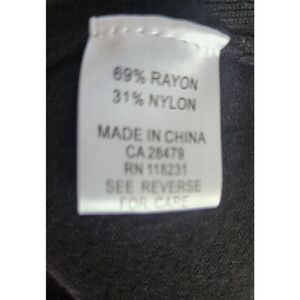 69% RAYON
31% NYLON
MADE IN CHINA
CA 28479
RN 118231
SEE REVERSE
FOR CARE